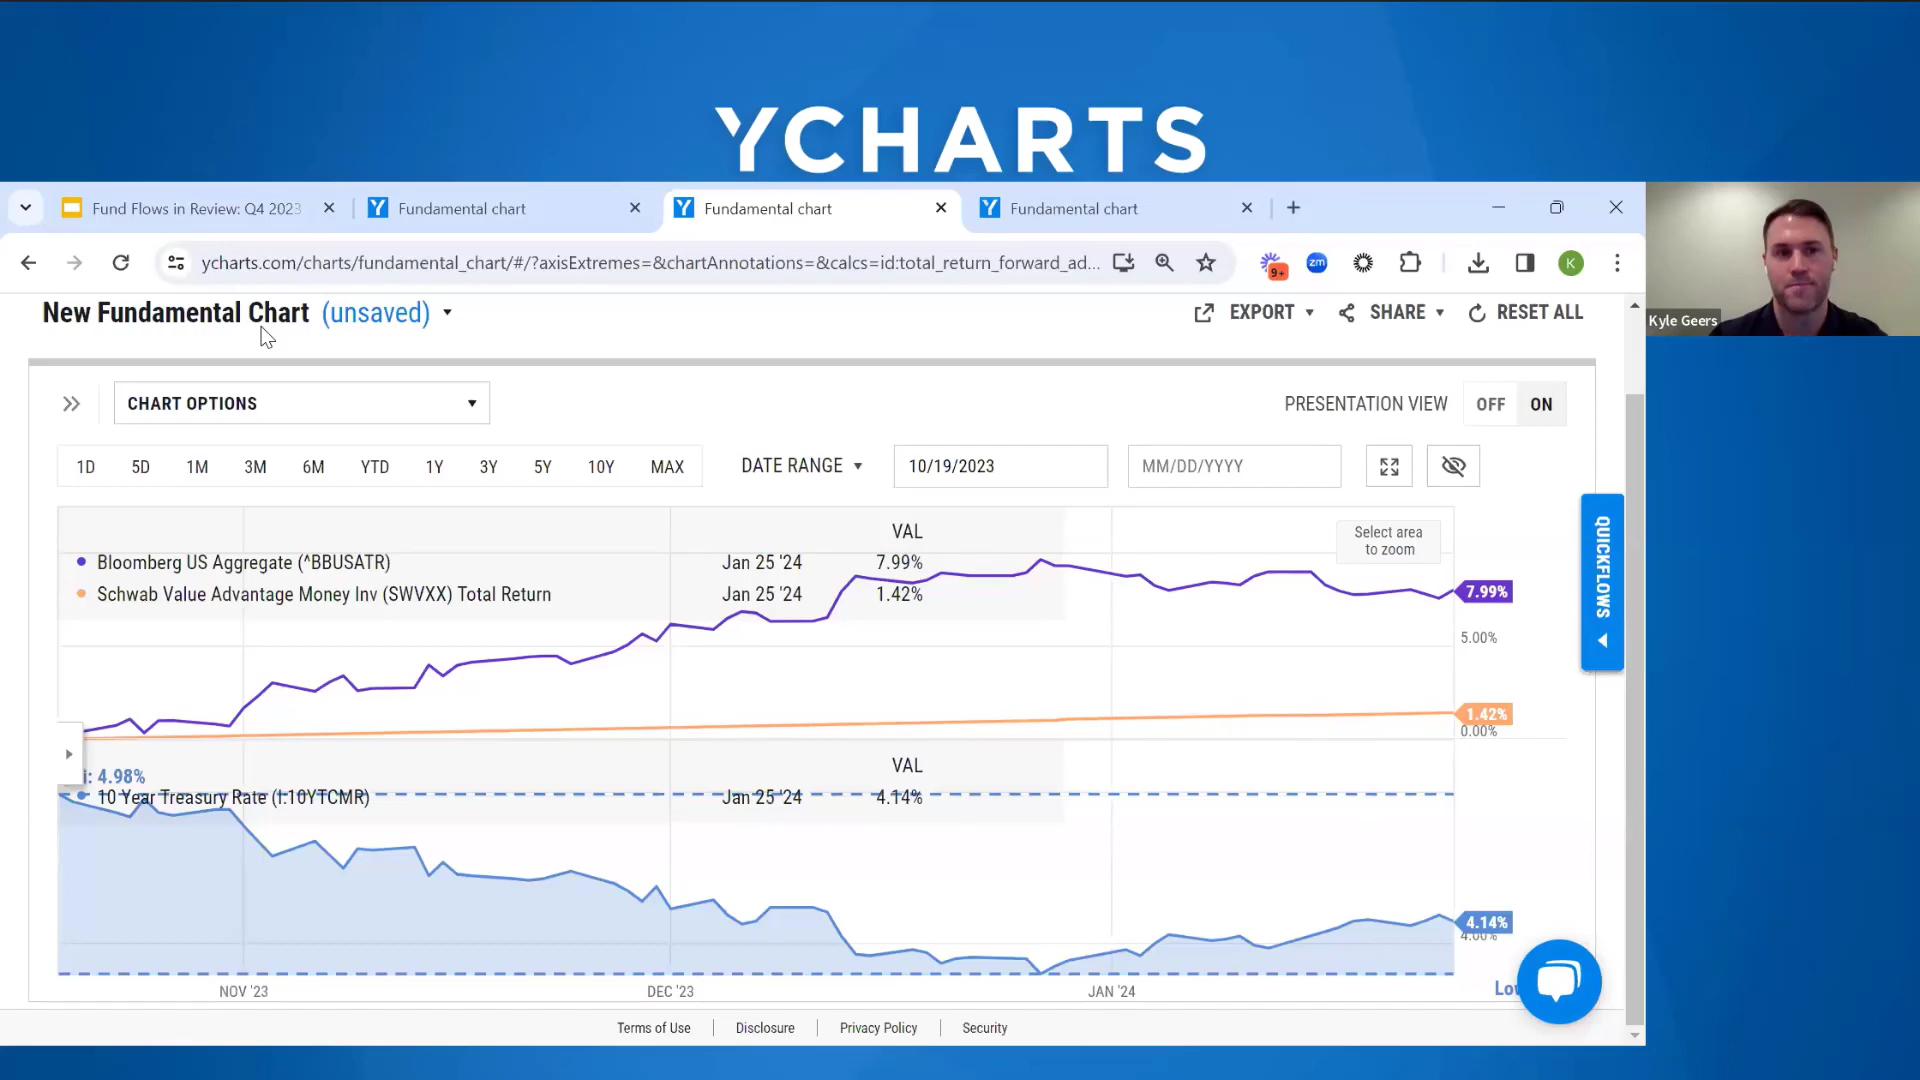 YCHARTS
Fund Flows in Review: Q4 2023
Fundamental chart
Fundamental chart
Fundamental chart
ycharts.com/charts/fundamental_chart/#/?axisExtremes=&chartAnnotations=&calcs=id:total_return_forward_ad...
9+
zm
K
Kyle Geers
New Fundamental Chart (unsaved)
EXPORT
SHARE
RESET ALL
CHART OPTIONS
PRESENTATION VIEW
OFF
ON
1D 5D 1M 3M 6M YTD 1Y 3Y 5Y 10Y MAX
DATE RANGE
10/19/2023
MM/DD/YYYY
VAL
Select area
to zoom
Bloomberg US Aggregate (^BBUSATR) Jan 25 '24 7.99%
Schwab Value Advantage Money Inv (SWVXX) Total Return Jan 25 '24 1.42%
7.99%
5.00%
1.42%
0.00%
QUICKFLOWS
VAL
i: 4.98%
10 Year Treasury Rate (I:10YTCMR) Jan 25 '24 4.14%
4.14%
4.00%
Lo
NOV '23
DEC '23
JAN '24
Terms of Use
Disclosure
Privacy Policy
Security